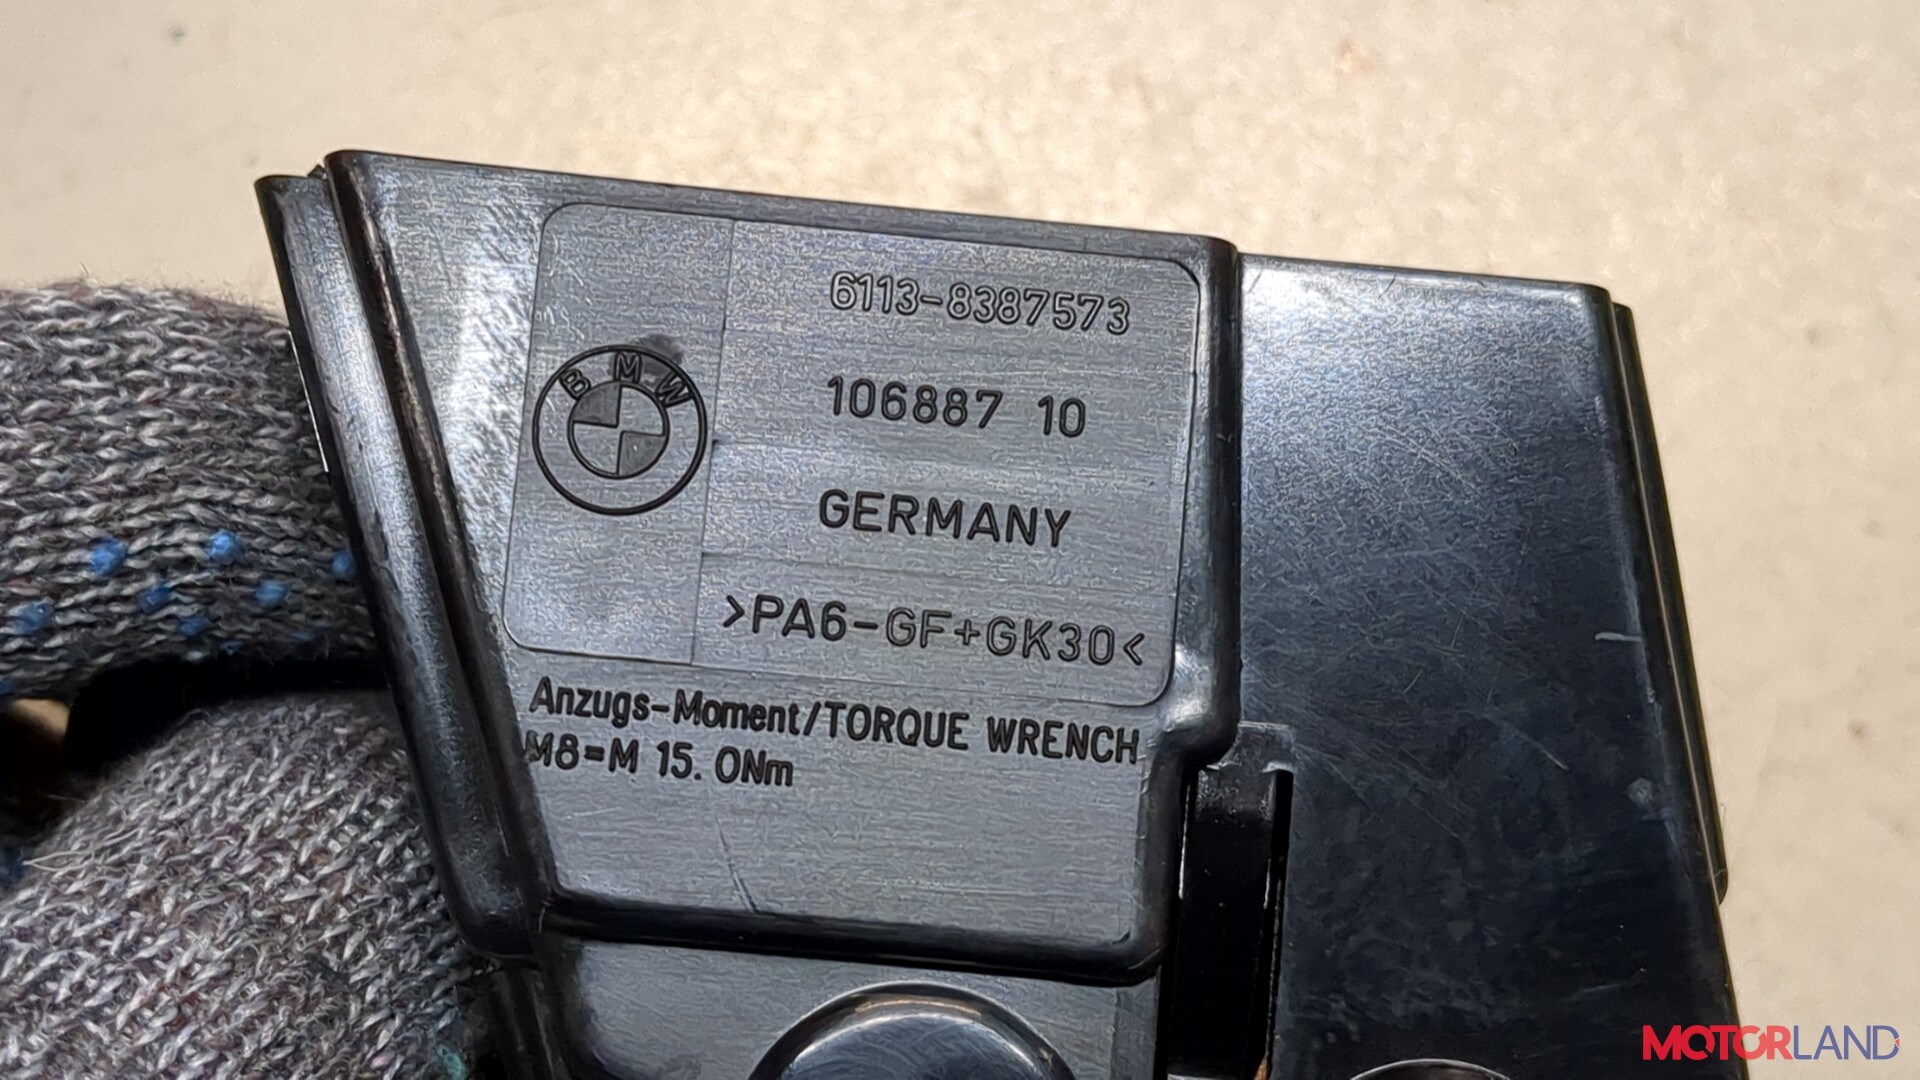 6113-8387573
BMW
106887 10
GERMANY
>PA6-GF+GK30<
Anzugs-Moment/TORQUE WRENCH
M8=M 15. 0Nm
MOTORLAND